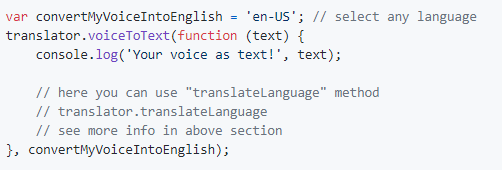 var convertMyVoiceIntoEnglish = 'en-US'; // select any language
translator.voiceToText(function (text) {
    console.log('Your voice as text!', text);

    // here you can use "translateLanguage" method
    // translator.translateLanguage
    // see more info in above section
}, convertMyVoiceIntoEnglish);